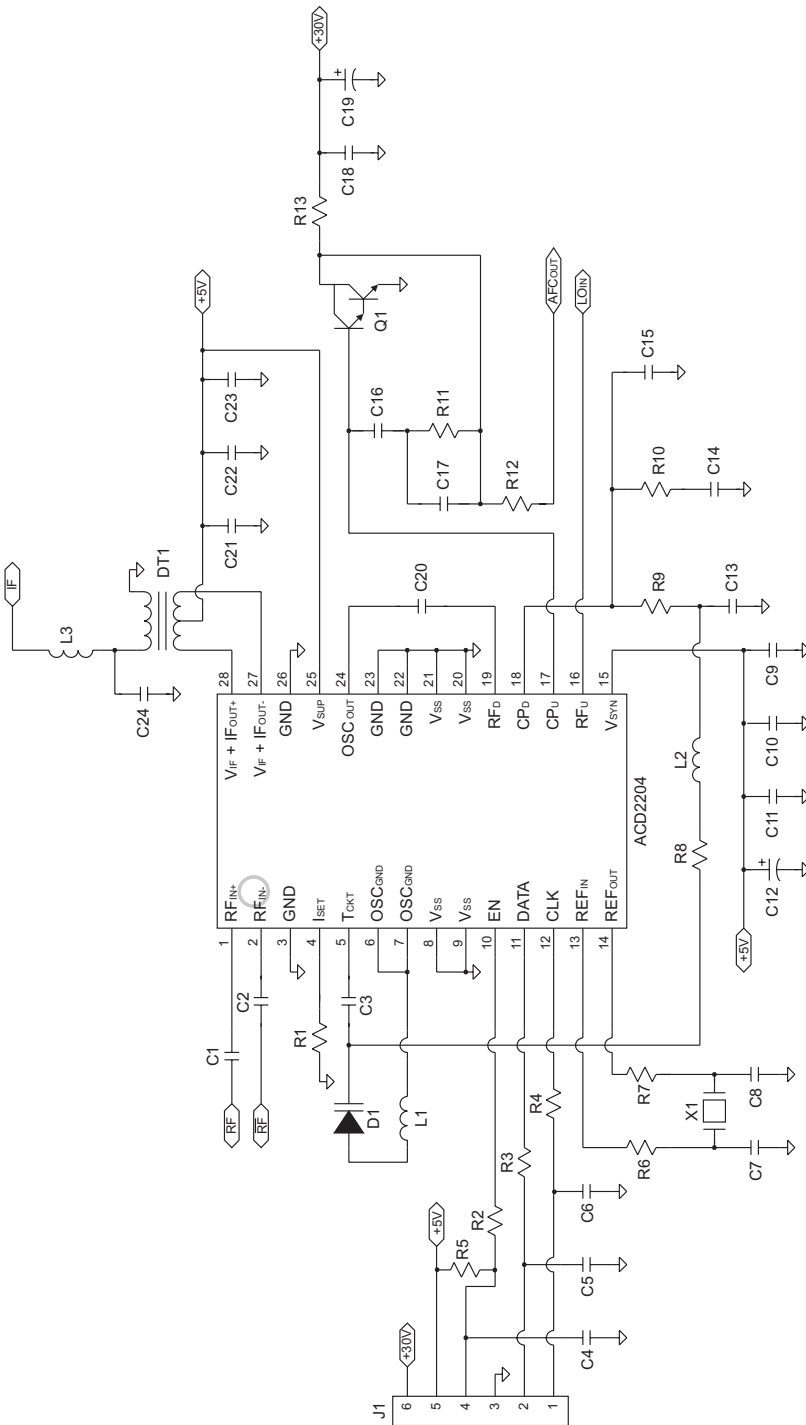 IF
L3
C24
DT1
+5V
C21
C22
C23
+30V
C19
+
C18
R13
Q1
C16
R11
C17
R12
AFCOUT
LOIN
C20
R9
R10
C13
C14
C15
28 VIF + IFOUT+
27 VIF + IFOUT-
26 GND
25 VSUP
24 OSCOUT
23 GND
22 GND
21 VSS
20 VSS
19 RFD
18 CPD
17 CPU
16 RFU
15 VSYN
ACD2204
1 RFIN+
2 RFIN-
3 GND
4 ISET
5 TCKT
6 OSCGND
7 OSCGND
8 VSS
9 VSS
10 EN
11 DATA
12 CLK
13 REFIN
14 REFOUT
RF
C1
RF
C2
R1
C3
D1
L1
R2
R3
R4
R5
+5V
+30V
J1
6
5
4
3
2
1
C4
C5
C6
R6
R7
X1
C7
C8
R8
L2
+5V
C12
+
C11
C10
C9